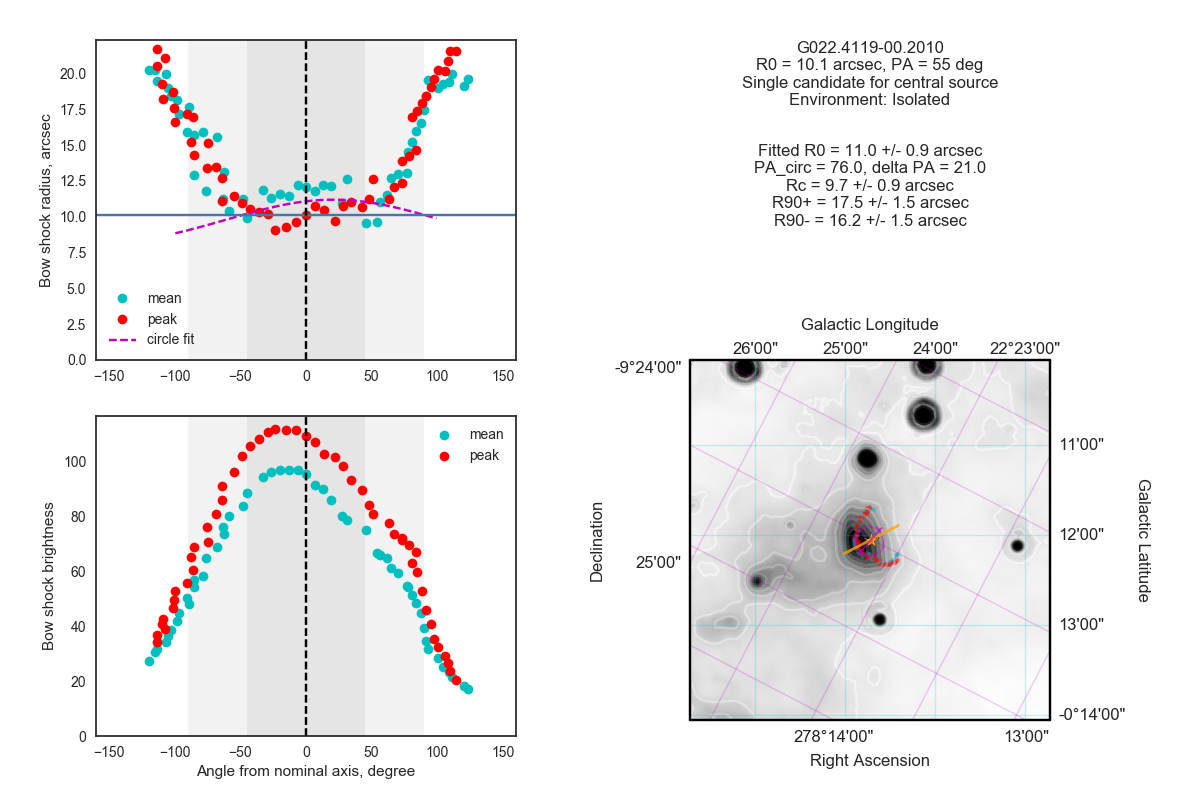 20.0
17.5
15.0
12.5
10.0
7.5
5.0
2.5
0.0
Bow shock radius, arcsec
mean
peak
circle fit
−150 −100 −50 0 50 100 150
G022.4119-00.2010
R0 = 10.1 arcsec, PA = 55 deg
Single candidate for central source
Environment: Isolated
Fitted R0 = 11.0 +/- 0.9 arcsec
PA_circ = 76.0, delta PA = 21.0
Rc = 9.7 +/- 0.9 arcsec
R90+ = 17.5 +/- 1.5 arcsec
R90- = 16.2 +/- 1.5 arcsec
100
80
60
40
20
0
Bow shock brightness
mean
peak
−150 −100 −50 0 50 100 150
Angle from nominal axis, degree
Galactic Longitude
26'00" 25'00" 24'00" 22°23'00"
-9°24'00"
25'00"
Declination
11'00"
12'00"
13'00"
-0°14'00"
Galactic Latitude
278°14'00" 13'00"
Right Ascension